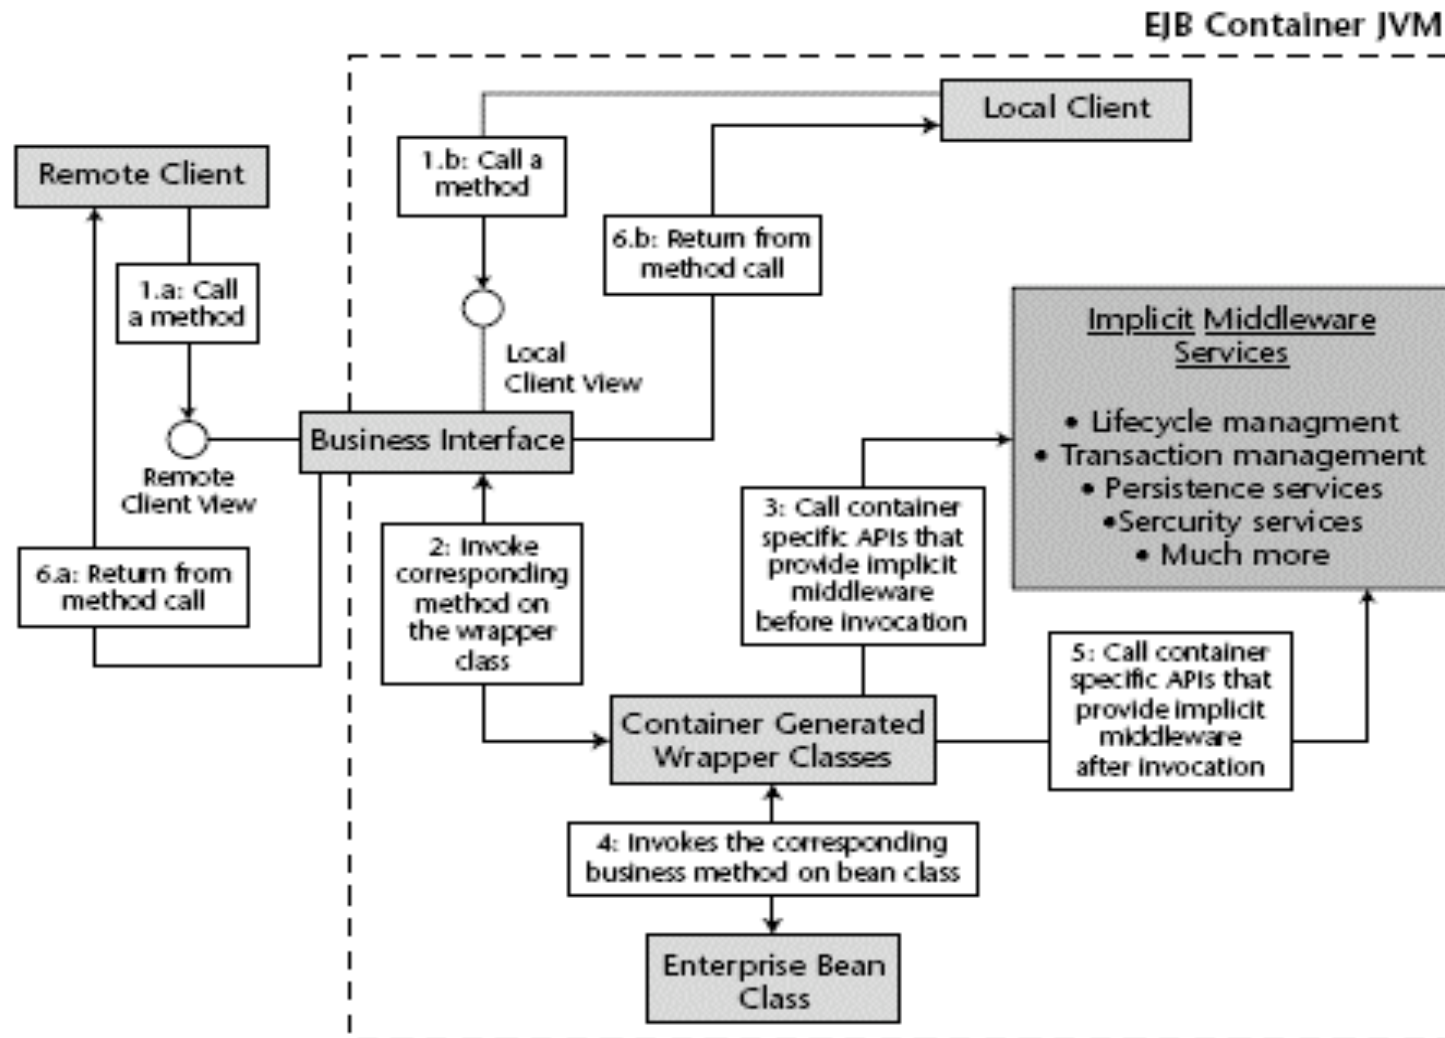 EJB Container JVM
Local Client
Remote Client
1.b: Call a
method
6.b: Return from
method call
1.a: Call
a method
Local
Client View
Business Interface
Remote
Client View
Implicit Middleware
Services
• Lifecycle managment
• Transaction management
• Persistence services
•Sercurity services
• Much more
2: Invoke
corresponding
method on
the wrapper
class
3: Call container
specific APIs that
provide implicit
middleware
before invocation
6.a: Return from
method call
5: Call container
specific APIs that
provide implicit
middleware
after invocation
Container Generated
Wrapper Classes
4: Invokes the corresponding
business method on bean class
Enterprise Bean
Class